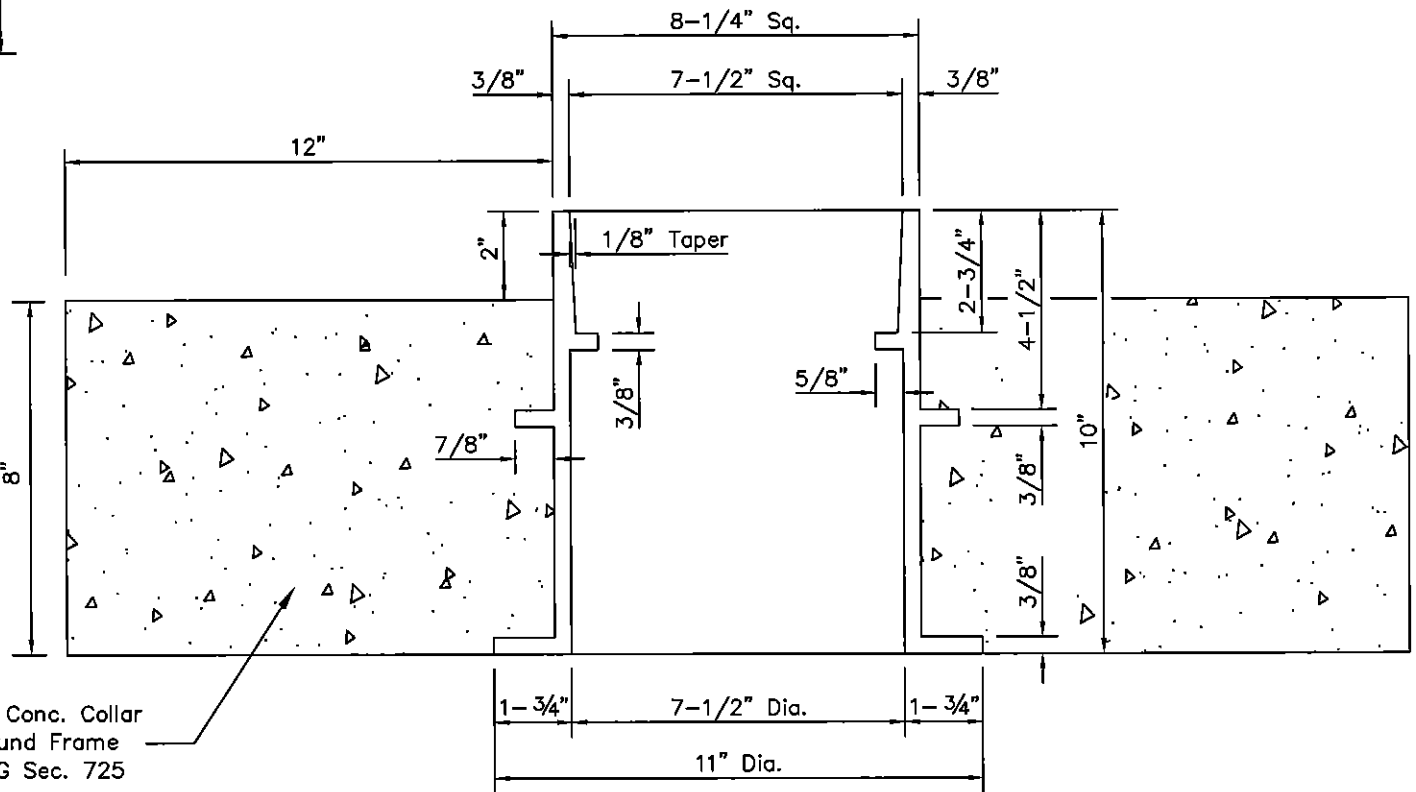 8-1/4" Sq.
3/8"
7-1/2" Sq.
3/8"
12"
2"
1/8" Taper
2-3/4"
4-1/2"
3/8"
5/8"
7/8"
8"
10"
3/8"
3/8"
Conc. Collar
und Frame
G Sec. 725
1-3/4"
7-1/2" Dia.
1-3/4"
11" Dia.